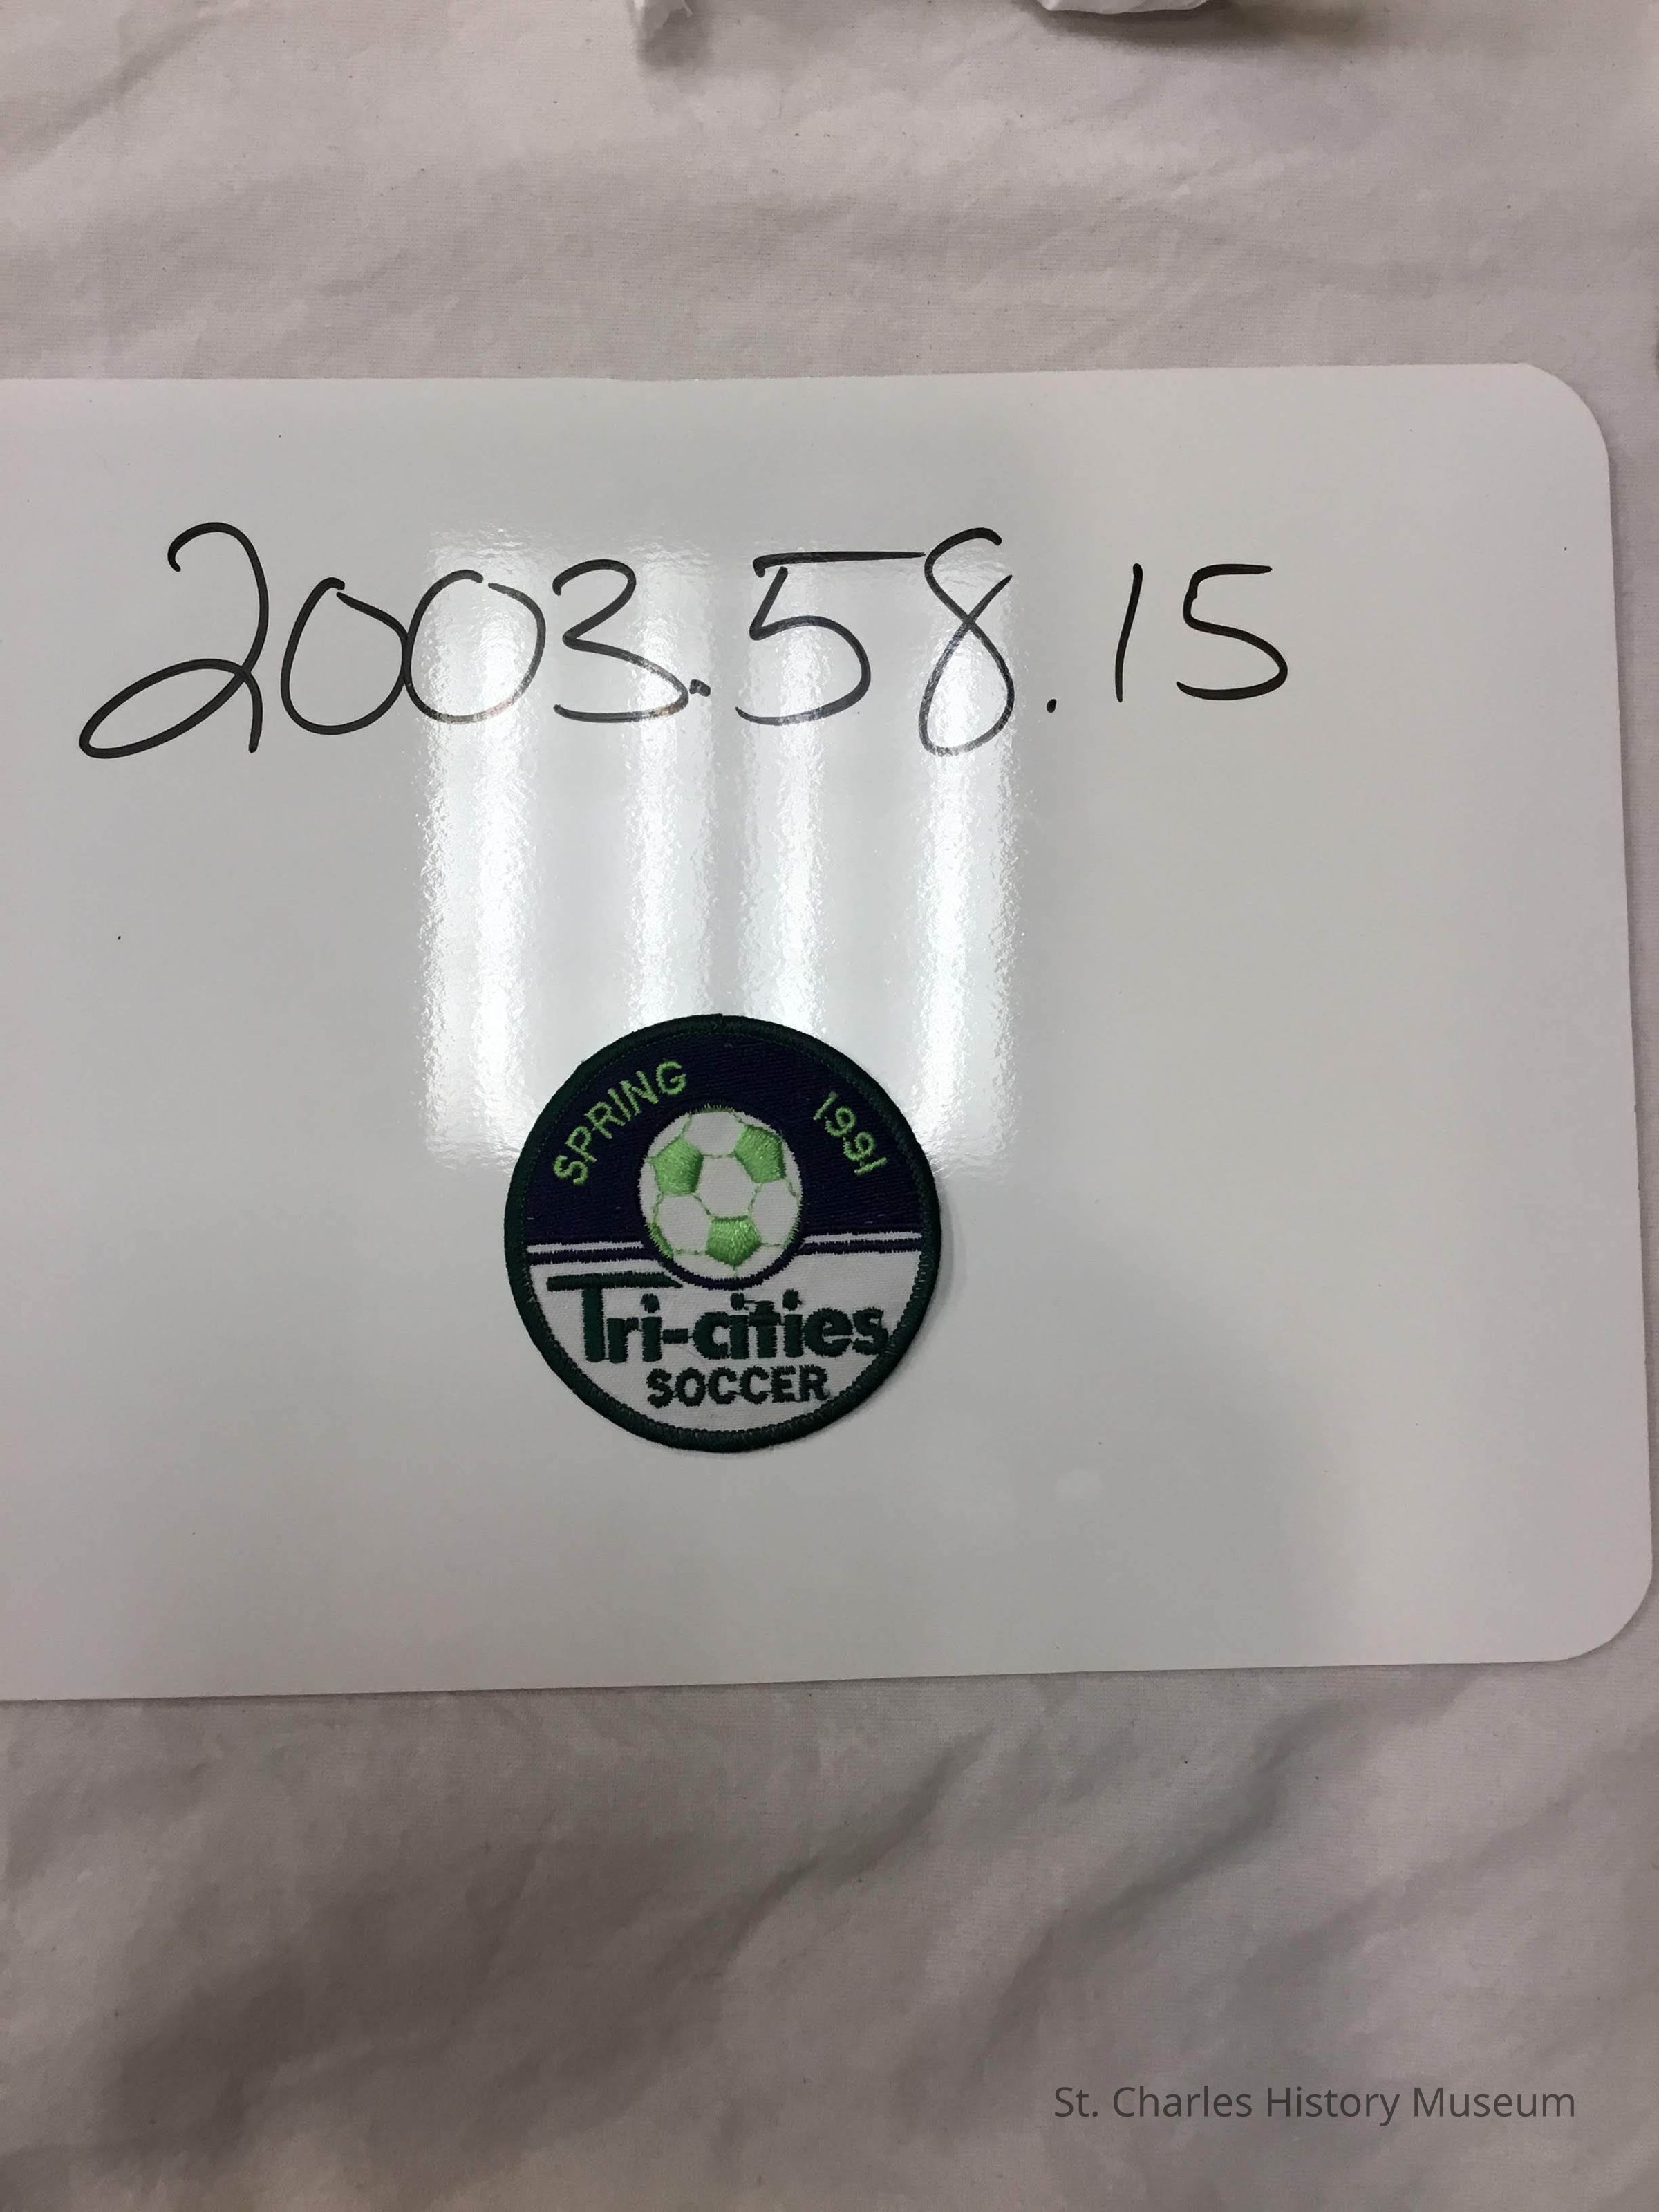 2003.58.15
SPRING 1991
Tri-cities
SOCCER
St. Charles History Museum